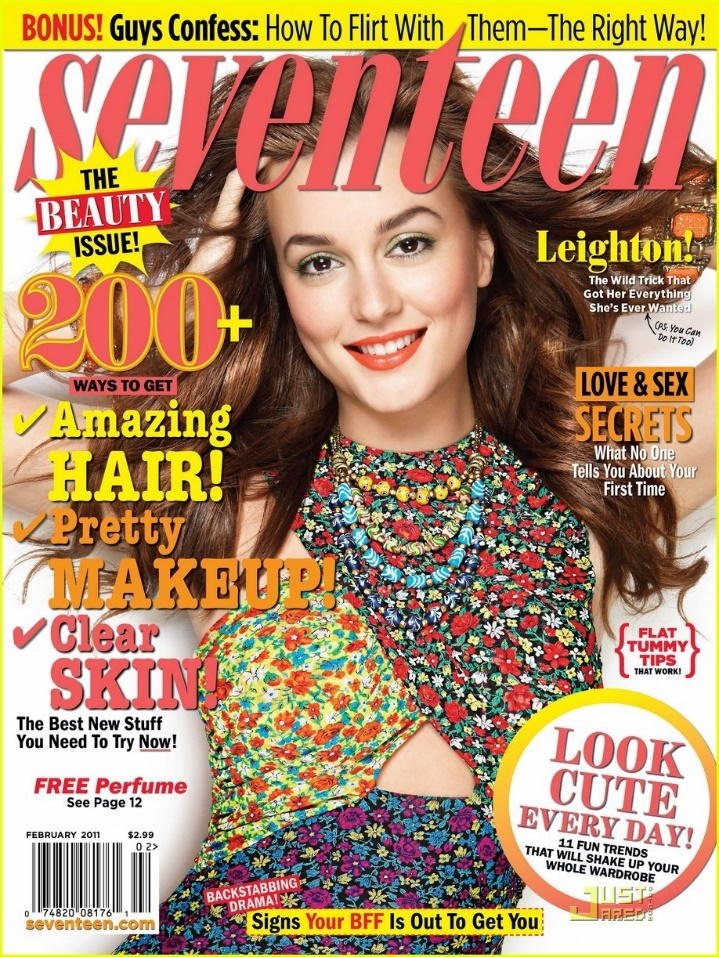 BONUS! Guys Confess: How To Flirt With Them—The Right Way!
seventeen
THE
BEAUTY
ISSUE!
200+
WAYS TO GET
✓Amazing
HAIR!
✓Pretty
MAKEUP!
✓Clear
SKIN!
The Best New Stuff
You Need To Try Now!
FREE Perfume
See Page 12
FEBRUARY 2011 $2.99
0 2>
0 74820 08176 1
seventeen.com
Leighton!
The Wild Trick That
Got Her Everything
She's Ever Wanted
(PS: You Can
Do It Too)
LOVE & SEX
SECRETS
What No One
Tells You About Your
First Time
{FLAT
TUMMY
TIPS}
THAT WORK!
LOOK
CUTE
EVERY DAY!
11 FUN TRENDS
THAT WILL SHAKE UP YOUR
WHOLE WARDROBE
BACKSTABBING
DRAMA!
Signs Your BFF Is Out To Get You
JUST
JARED